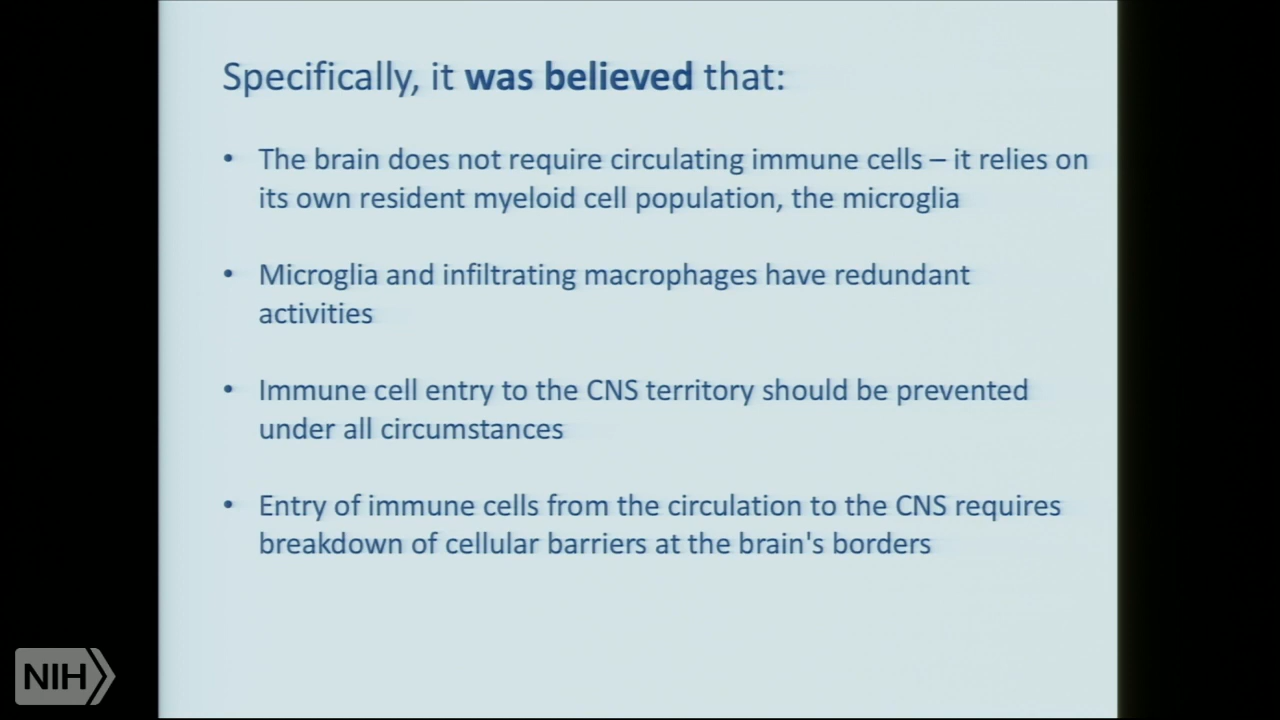 Specifically, it was believed that:
• The brain does not require circulating immune cells – it relies on
its own resident myeloid cell population, the microglia
• Microglia and infiltrating macrophages have redundant
activities
• Immune cell entry to the CNS territory should be prevented
under all circumstances
• Entry of immune cells from the circulation to the CNS requires
breakdown of cellular barriers at the brain's borders
NIH